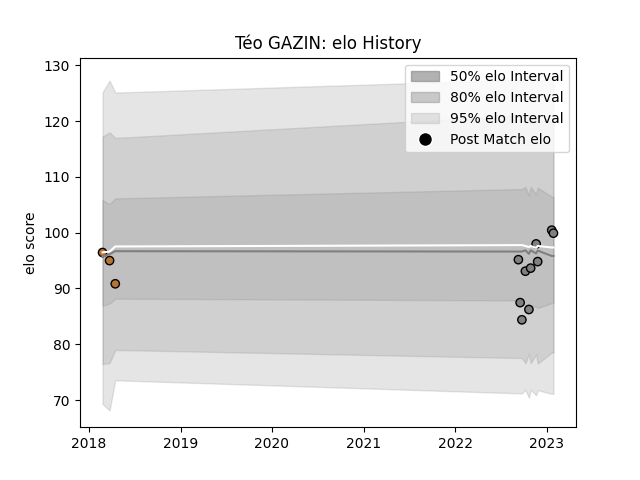 Téo GAZIN: elo History
130
120
110
100
90
80
70
elo score
50% elo Interval
80% elo Interval
95% elo Interval
Post Match elo
2018
2019
2020
2021
2022
2023